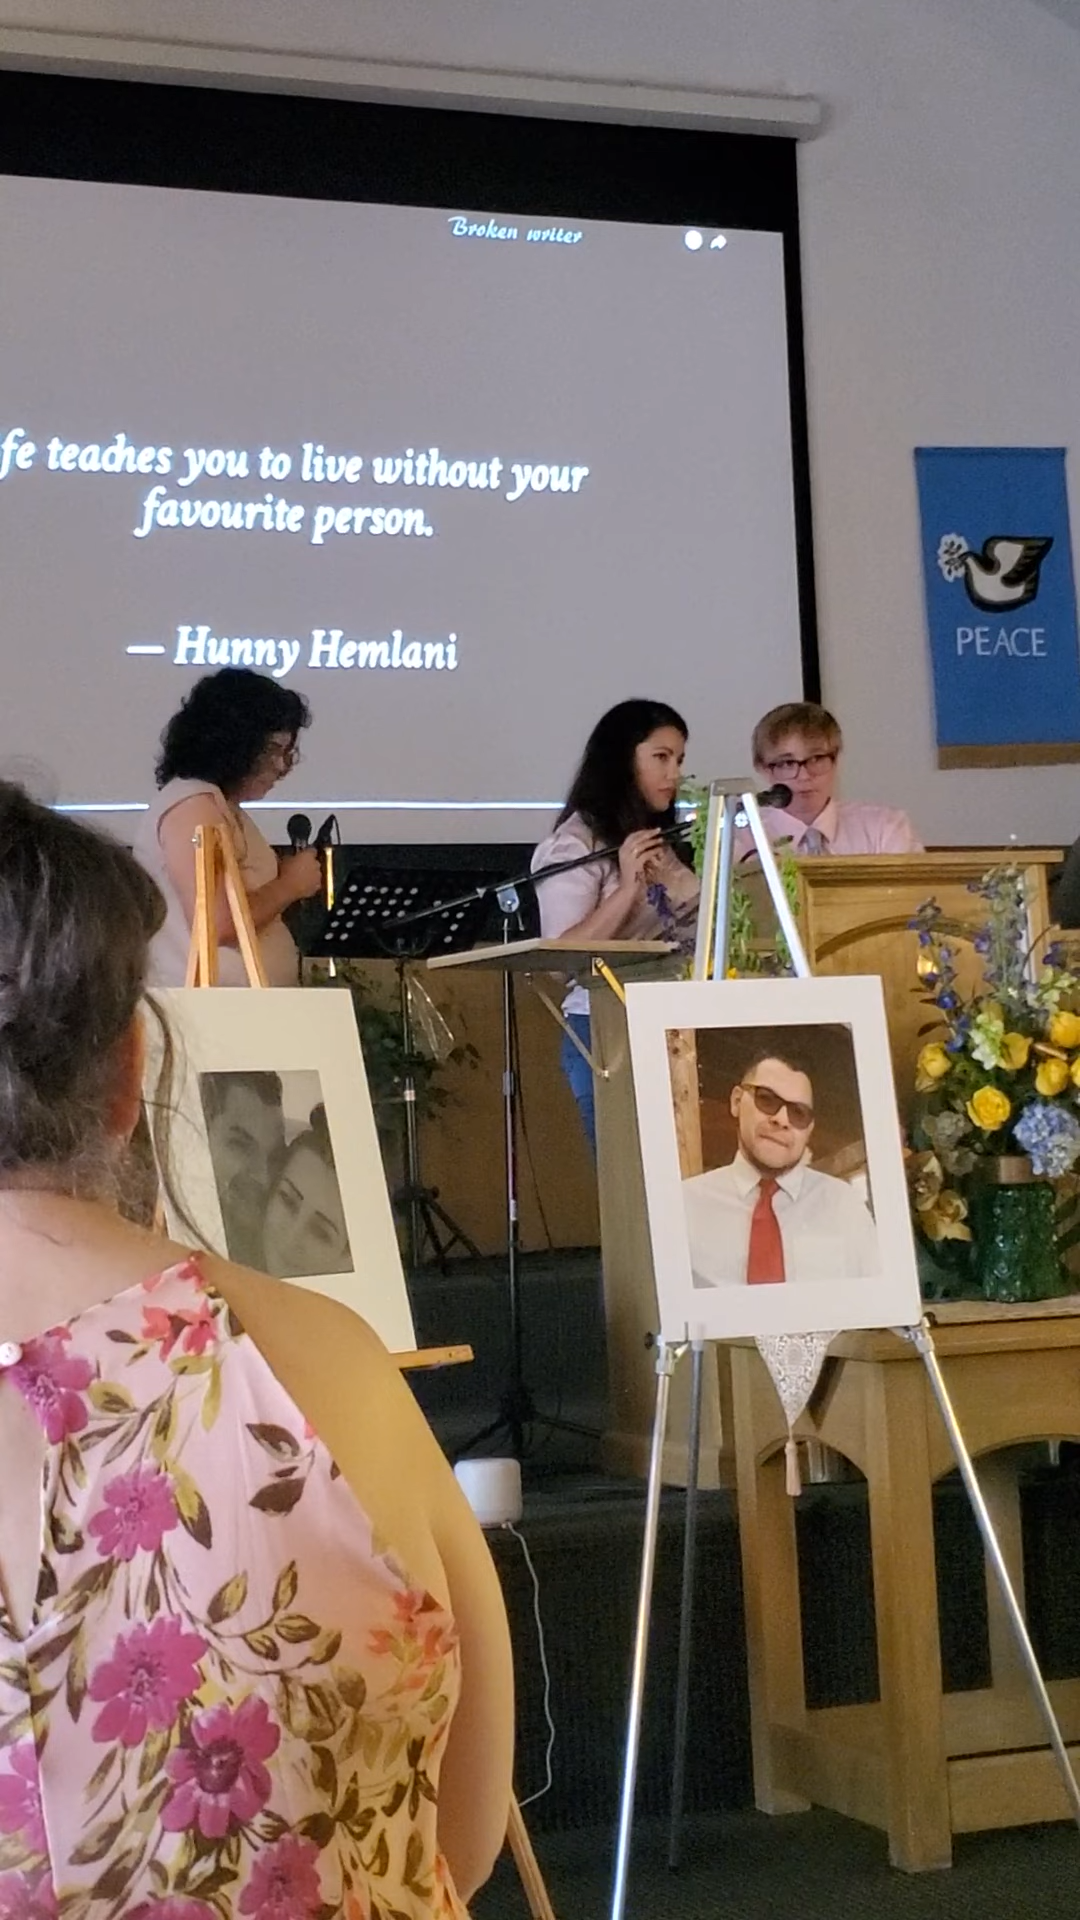 Broken writer
fe teaches you to live without your
favourite person.
— Hunny Hemlani
PEACE